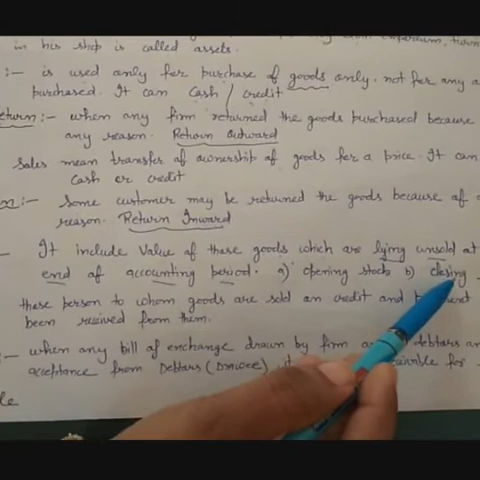 in his shop is called assets.
:- is used only for purchase of goods only. not for any a
purchased. It can cash / credit
eturn :- when any firm returned the goods purchased because
any reason. Return outward
Sales mean transfer of ownership of goods for a price. It can
cash or credit
:- Some customer may be returned the goods because of
reason. Return Inward
It include value of those goods which are lying unsold at
end of accounting period. a) opening stock b) closing
these person to whom goods are sold on credit and
been received from them.
:- when any bill of exchange drawn by firm debtors an
acceptance from Debtors (Drawee), for